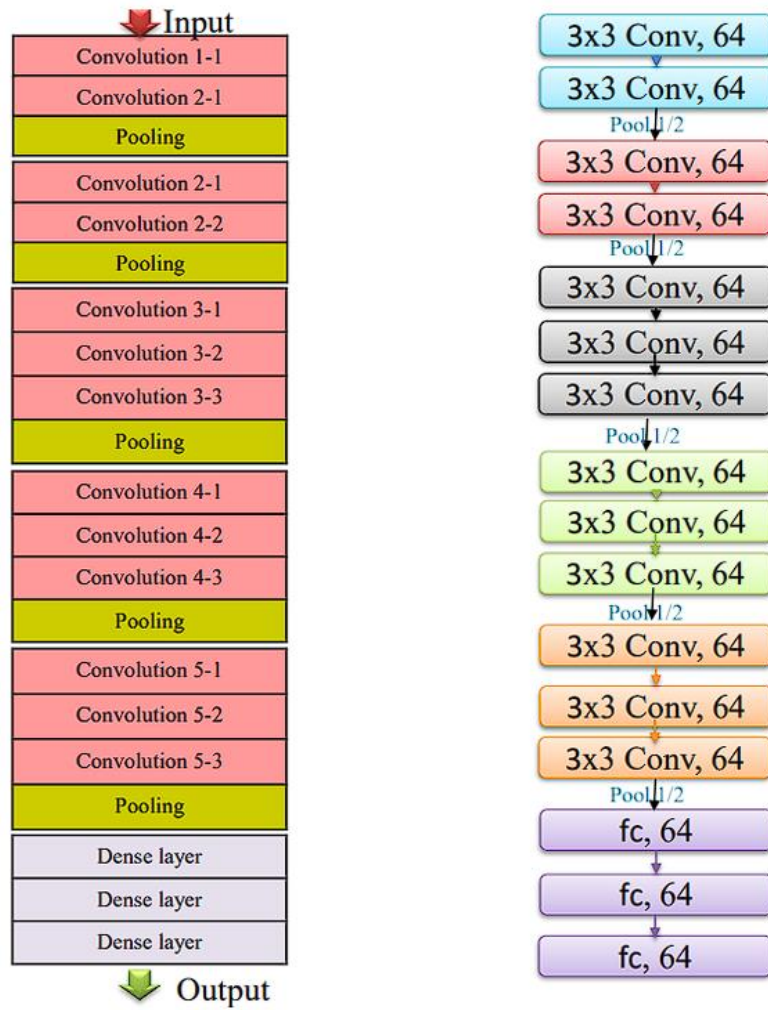 Input
Convolution 1-1
Convolution 2-1
Pooling
Convolution 2-1
Convolution 2-2
Pooling
Convolution 3-1
Convolution 3-2
Convolution 3-3
Pooling
Convolution 4-1
Convolution 4-2
Convolution 4-3
Pooling
Convolution 5-1
Convolution 5-2
Convolution 5-3
Pooling
Dense layer
Dense layer
Dense layer
Output
3x3 Conv, 64
3x3 Conv, 64
Pool 1/2
3x3 Conv, 64
3x3 Conv, 64
Pool 1/2
3x3 Conv, 64
3x3 Conv, 64
3x3 Conv, 64
Pool 1/2
3x3 Conv, 64
3x3 Conv, 64
3x3 Conv, 64
Pool 1/2
3x3 Conv, 64
3x3 Conv, 64
3x3 Conv, 64
Pool 1/2
fc, 64
fc, 64
fc, 64